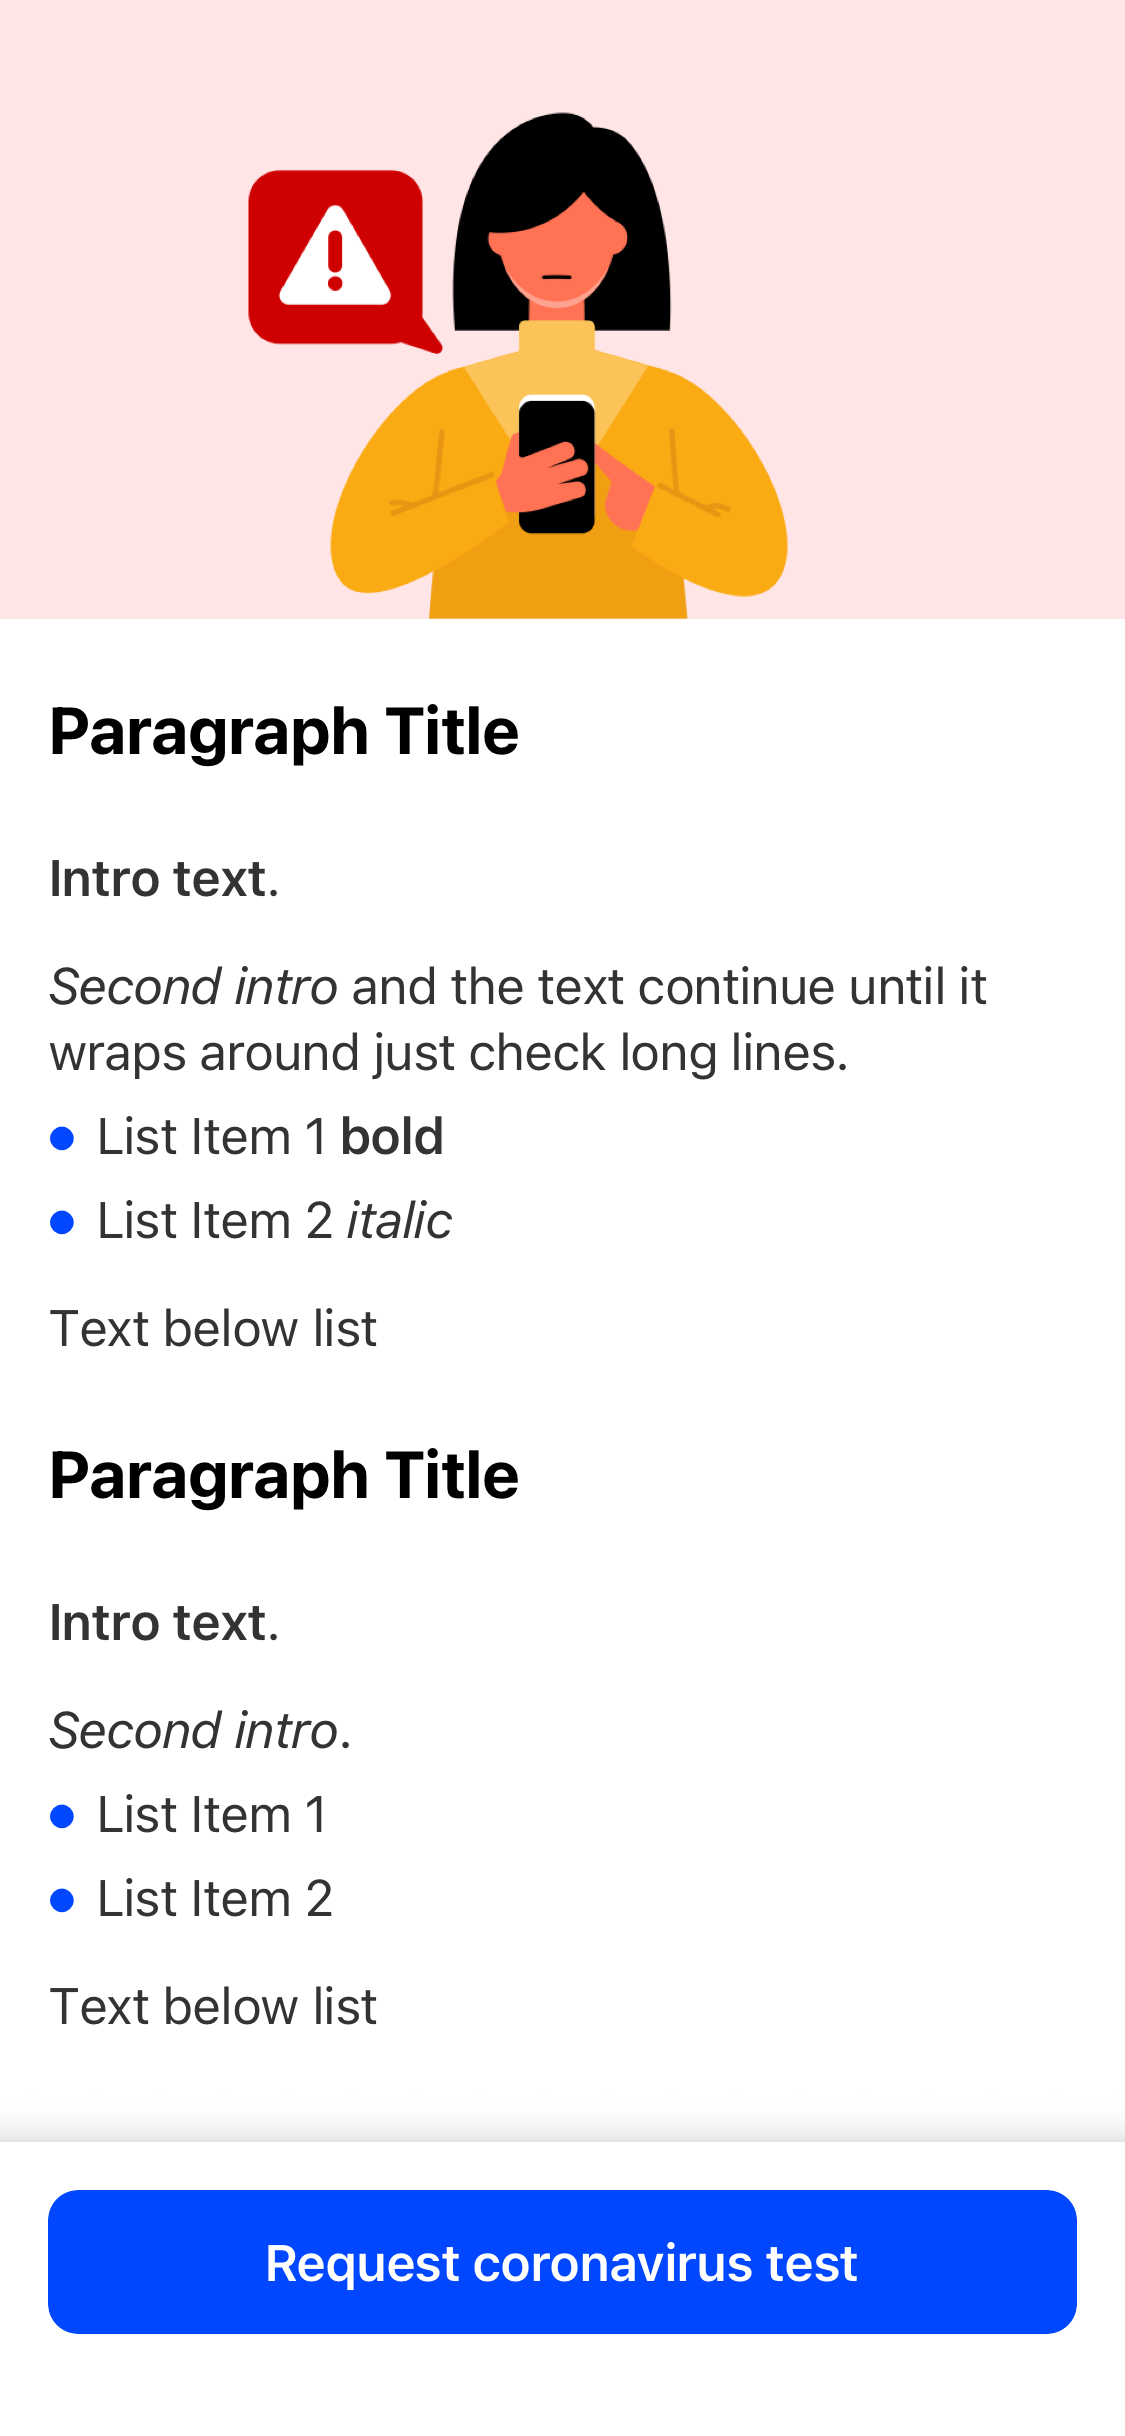 Paragraph Title
Intro text.
Second intro and the text continue until it
wraps around just check long lines.
List Item 1 bold
List Item 2 italic
Text below list
Paragraph Title
Intro text.
Second intro.
List Item 1
List Item 2
Text below list
Request coronavirus test